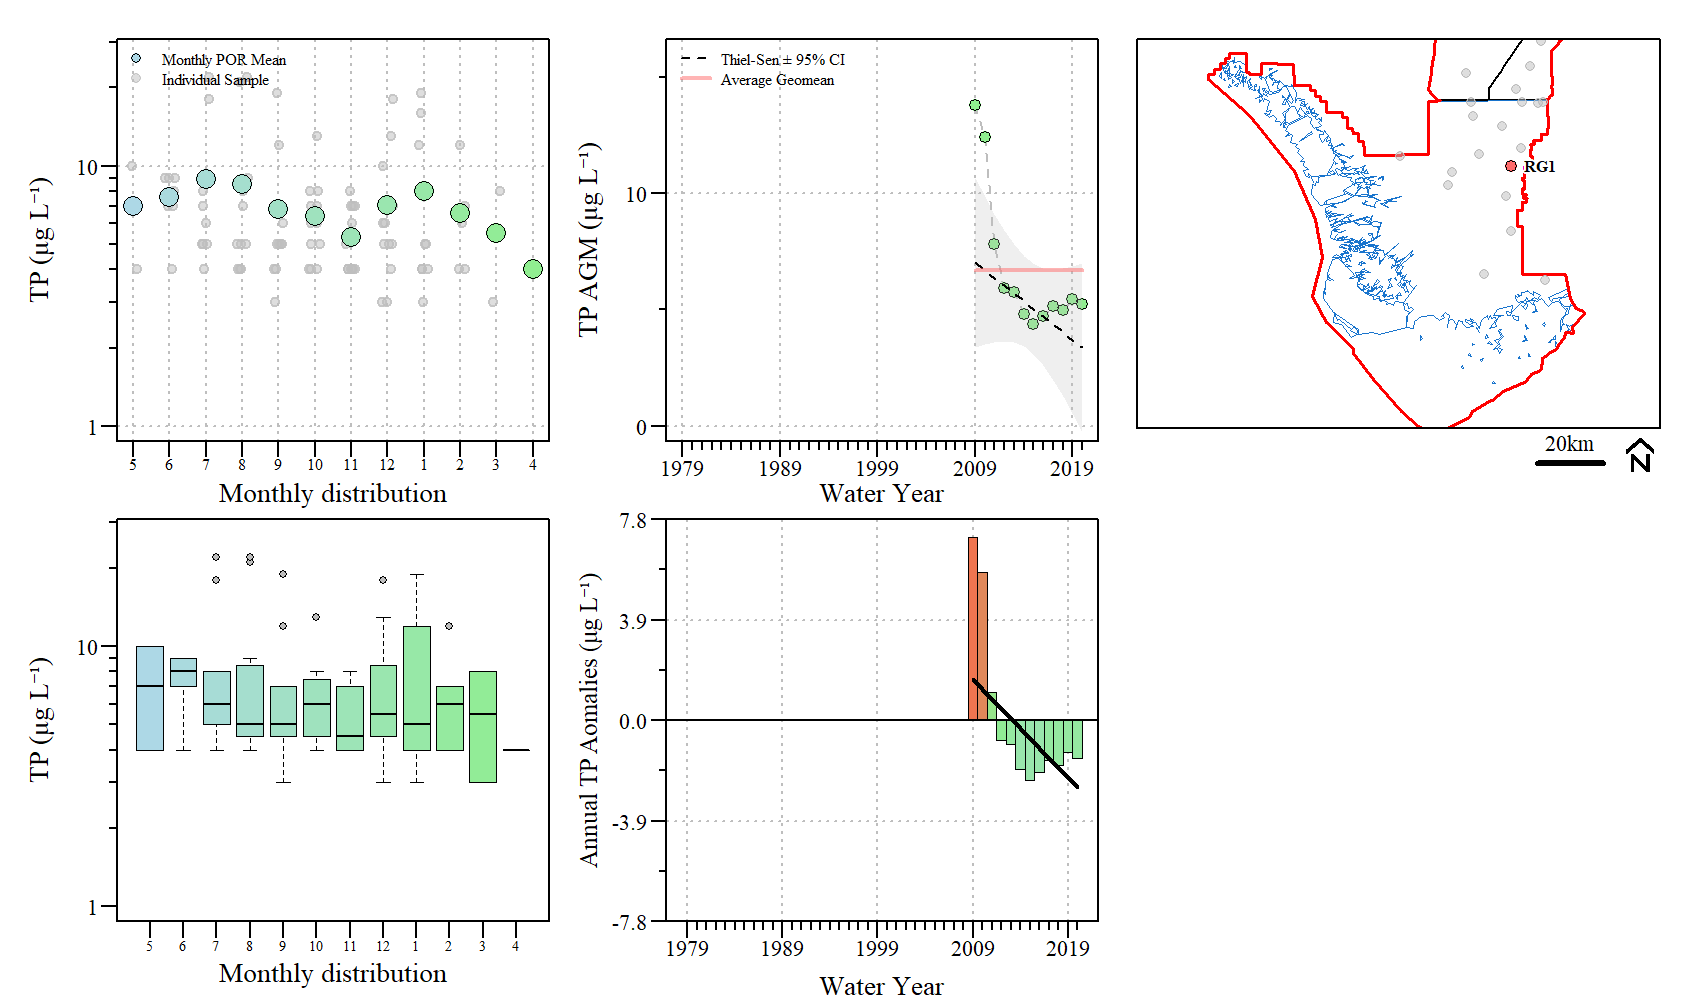 TP (µg L⁻¹)
10
1
Monthly POR Mean
Individual Sample
5 6 7 8 9 10 11 12 1 2 3 4
Monthly distribution
TP AGM (µg L⁻¹)
10
0
Thiel-Sen ± 95% CI
Average Geomean
1979 1989 1999 2009 2019
Water Year
RG1
20km
N
TP (µg L⁻¹)
10
1
5 6 7 8 9 10 11 12 1 2 3 4
Monthly distribution
Annual TP Aomalies (µg L⁻¹)
7.8
3.9
0.0
-3.9
-7.8
1979 1989 1999 2009 2019
Water Year